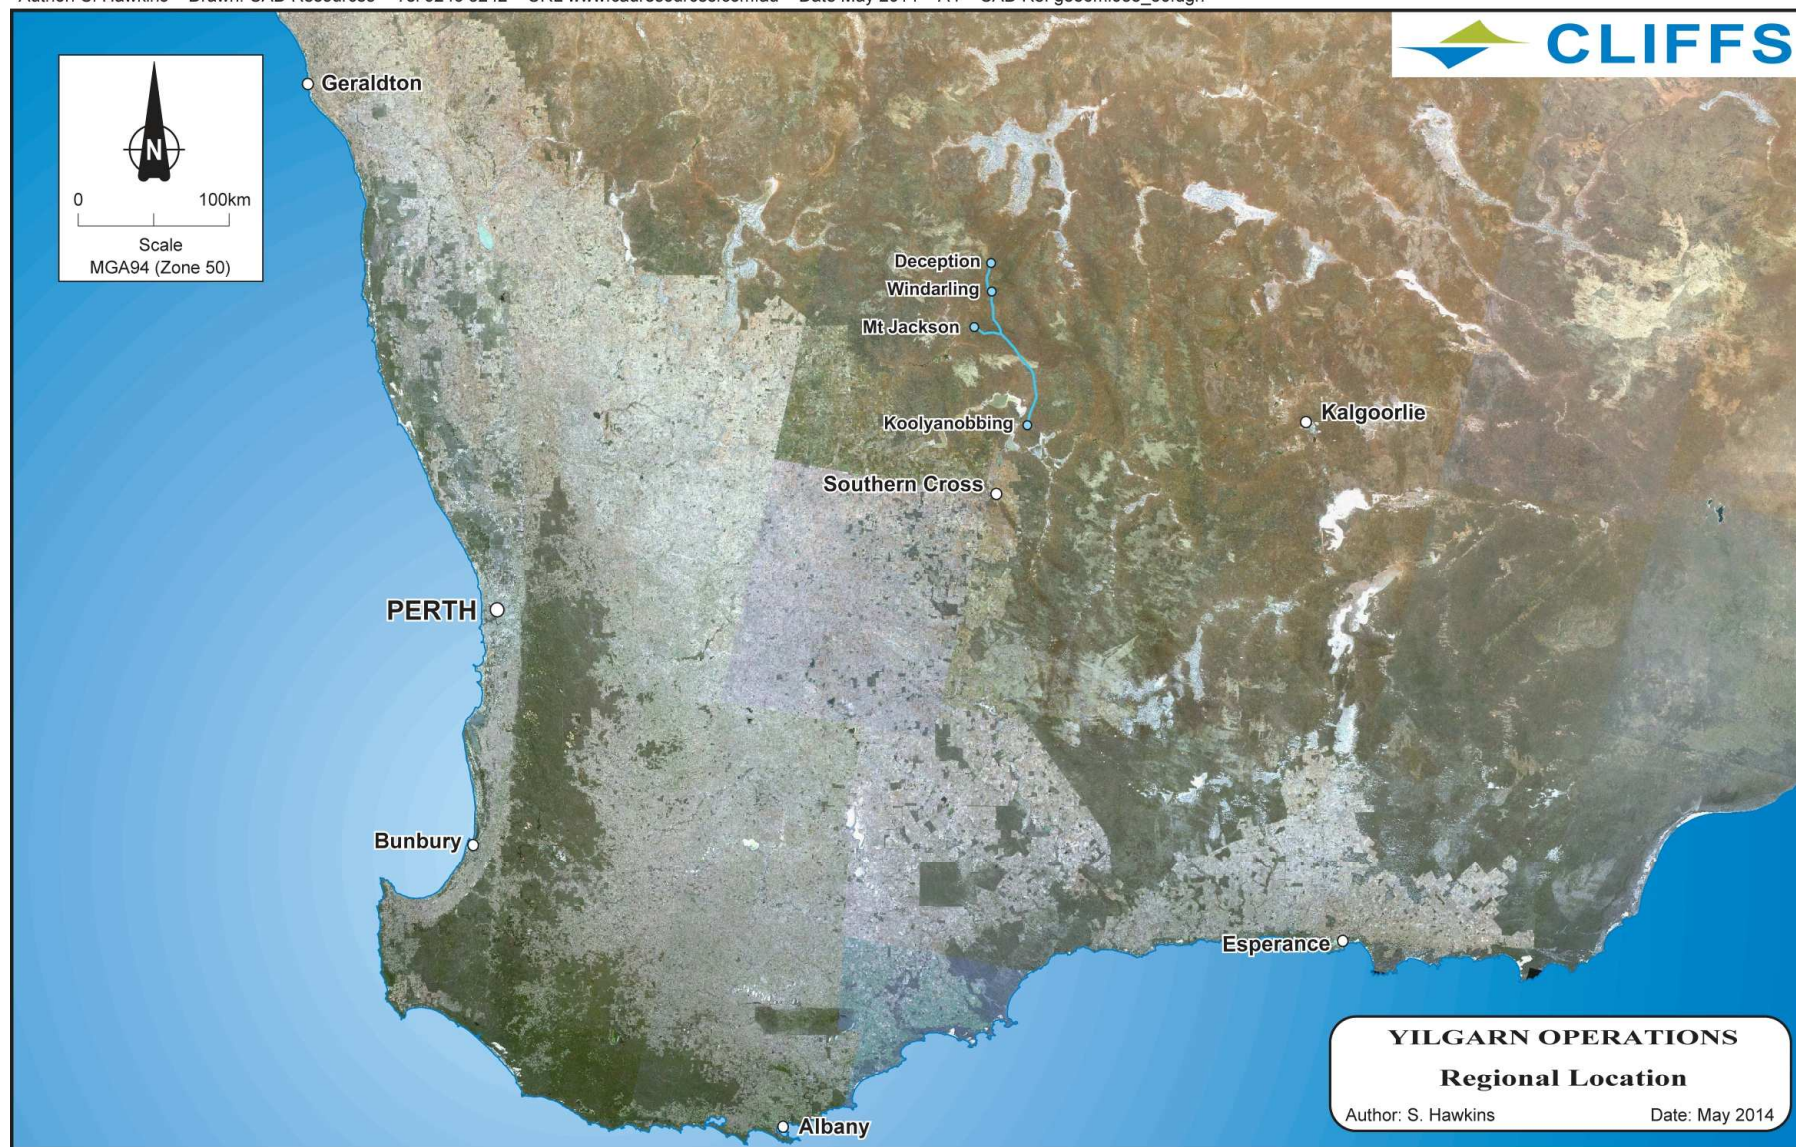 CLIFFS
Geraldton
N
0 100km
Scale
MGA94 (Zone 50)
Deception
Windarling
Mt Jackson
Koolyanobbing
Kalgoorlie
Southern Cross
PERTH
Bunbury
Esperance
Albany
YILGARN OPERATIONS
Regional Location
Author: S. Hawkins Date: May 2014